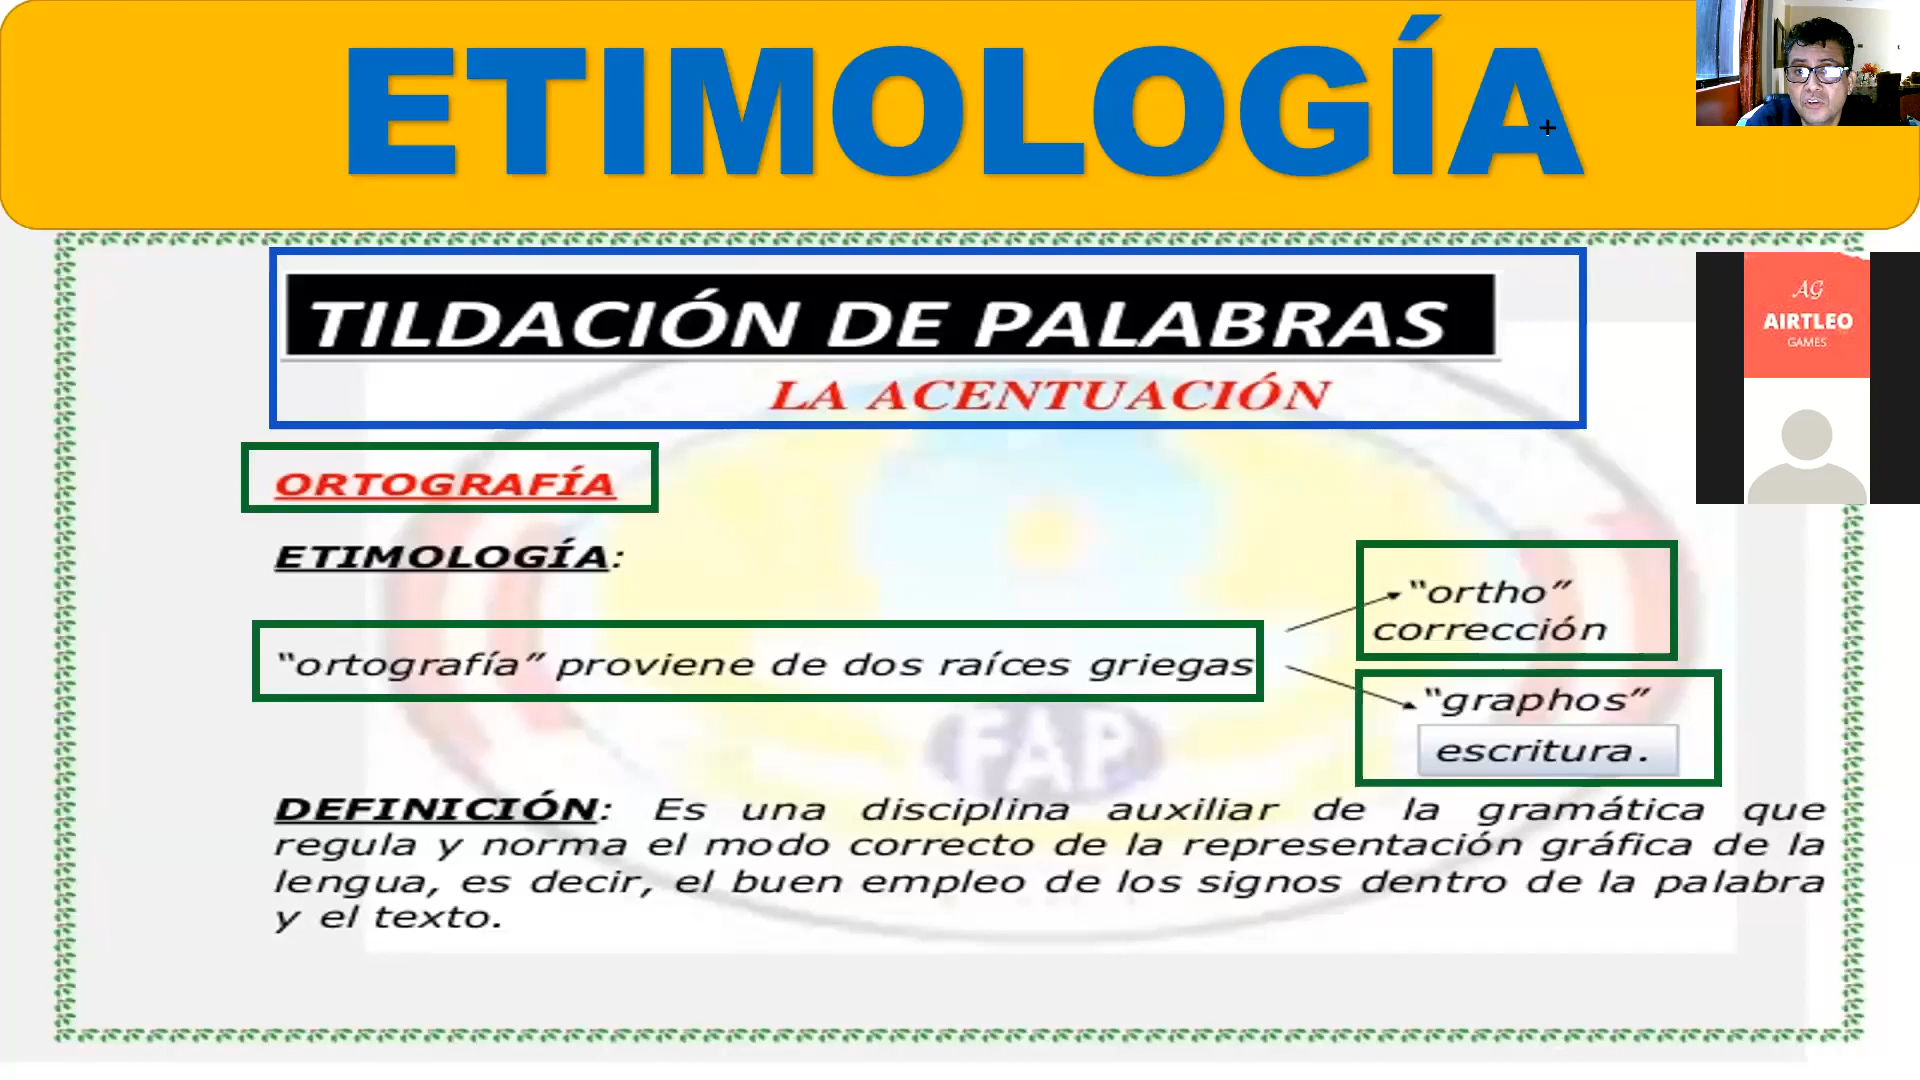 ETIMOLOGÍA
AG
AIRTLEO
GAMES
TILDACIÓN DE PALABRAS
LA ACENTUACIÓN
ORTOGRAFÍA
ETIMOLOGÍA:
"ortho"
corrección
"ortografía" proviene de dos raíces griegas
"graphos"
escritura.
FAP
DEFINICIÓN: Es una disciplina auxiliar de la gramática que
regula y norma el modo correcto de la representación gráfica de la
lengua, es decir, el buen empleo de los signos dentro de la palabra
y el texto.